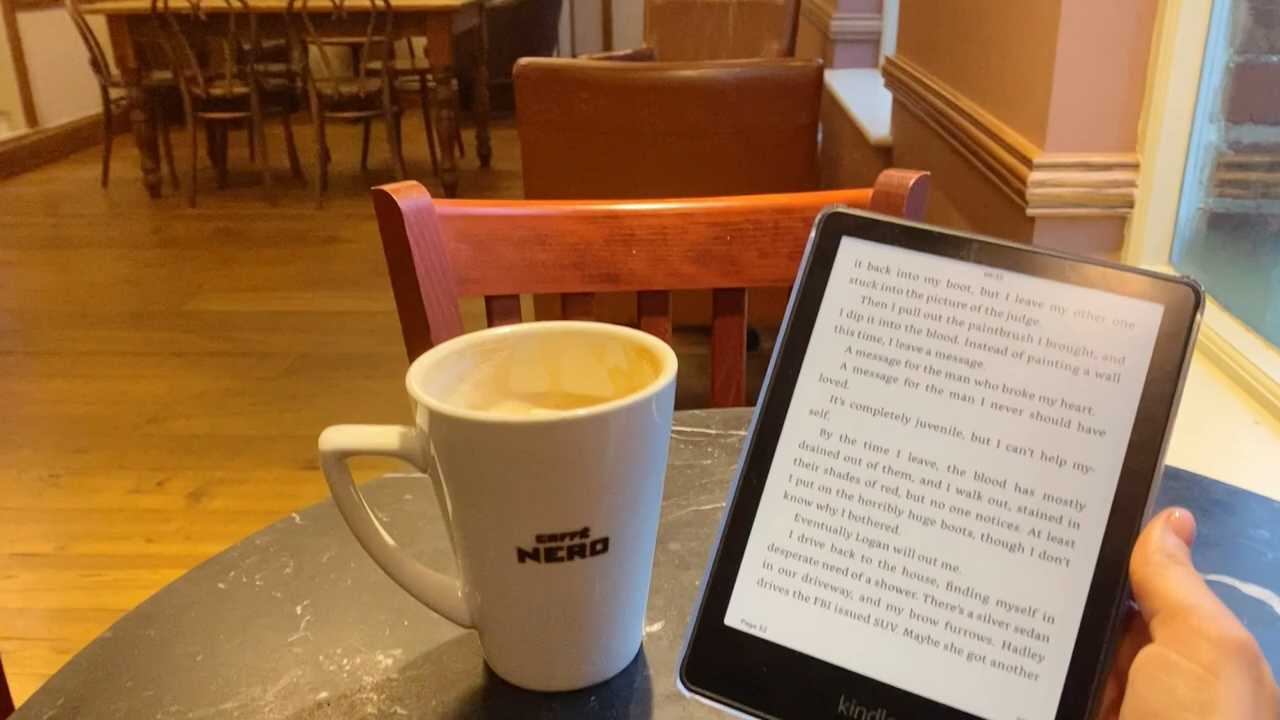 CAFFÈ
NERO
it back into my boot, but I leave my other one
stuck into the picture of the judge.
Then I pull out the paintbrush I brought, and
I dip it into the blood. Instead of painting a wall
this time, I leave a message.
A message for the man who broke my heart.
A message for the man I never should have
loved.
It's completely juvenile, but I can't help my-
self.
By the time I leave, the blood has mostly
drained out of them, and I walk out, stained in
their shades of red, but no one notices. At least
I put on the horribly huge boots, though I don't
know why I bothered.
Eventually Logan will out me.
I drive back to the house, finding myself in
desperate need of a shower. There's a silver sedan
in our driveway, and my brow furrows. Hadley
drives the FBI issued SUV. Maybe she got another
Page 52
kindle